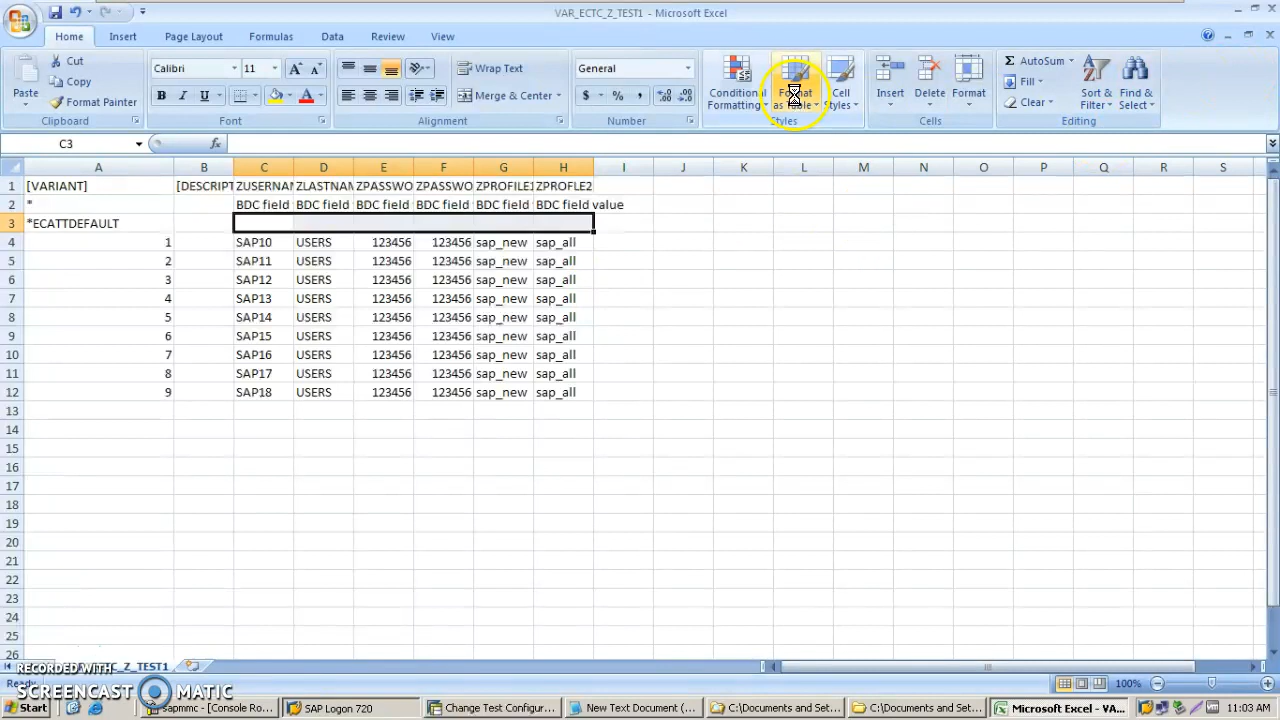 VAR_ECTC_Z_TEST1 - Microsoft Excel
Home Insert Page Layout Formulas Data Review View
Cut
Copy
Format Painter
Paste
Clipboard
Calibri 11
B I U
Font
Wrap Text
Merge & Center
Alignment
General
$ % ,
Number
Conditional Formatting
Format as Table
Cell Styles
Styles
Insert Delete Format
Cells
Σ AutoSum
Fill
Clear
Sort & Filter
Find & Select
Editing
C3 fx
A B C D E F G H I J K L M N O P Q R S
1 [VARIANT] [DESCRIPT ZUSERNAM ZLASTNAM ZPASSWO ZPASSWO ZPROFILE1 ZPROFLE2
2 * BDC field BDC field BDC field BDC field BDC field BDC field value
3 *ECATTDEFAULT
4 1 SAP10 USERS 123456 123456 sap_new sap_all
5 2 SAP11 USERS 123456 123456 sap_new sap_all
6 3 SAP12 USERS 123456 123456 sap_new sap_all
7 4 SAP13 USERS 123456 123456 sap_new sap_all
8 5 SAP14 USERS 123456 123456 sap_new sap_all
9 6 SAP15 USERS 123456 123456 sap_new sap_all
10 7 SAP16 USERS 123456 123456 sap_new sap_all
11 8 SAP17 USERS 123456 123456 sap_new sap_all
12 9 SAP18 USERS 123456 123456 sap_new sap_all
13
14
15
16
17
18
19
20
21
22
23
24
25
26
C_Z_TEST1
RECORDED WITH
SCREENCAST MATIC
100%
Start sapmmc - [Console Ro... SAP Logon 720 Change Test Configur... New Text Document (... C:\Documents and Set... C:\Documents and Set... Microsoft Excel - VA... 11:03 AM